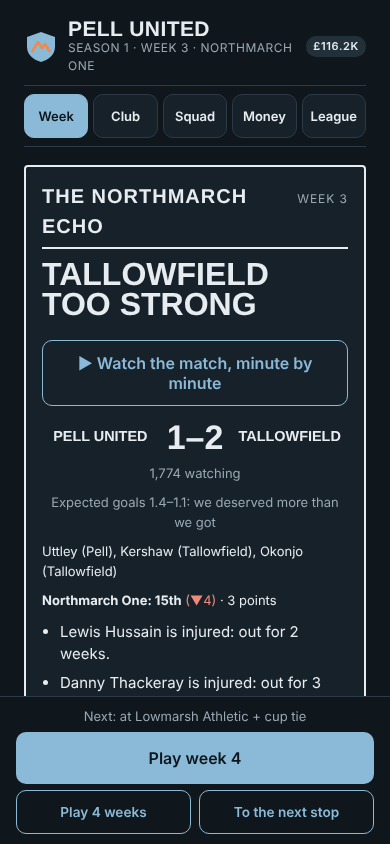 PELL UNITED
SEASON 1 · WEEK 3 · NORTHMARCH
ONE
£116.2K
Week
Club
Squad
Money
League
THE NORTHMARCH
ECHO
WEEK 3
TALLOWFIELD
TOO STRONG
▶ Watch the match, minute by
minute
PELL UNITED 1–2 TALLOWFIELD
1,774 watching
Expected goals 1.4–1.1: we deserved more than
we got
Uttley (Pell), Kershaw (Tallowfield), Okonjo
(Tallowfield)
Northmarch One: 15th (▼4) · 3 points
• Lewis Hussain is injured: out for 2
weeks.
• Danny Thackeray is injured: out for 3
Next: at Lowmarsh Athletic + cup tie
Play week 4
Play 4 weeks
To the next stop